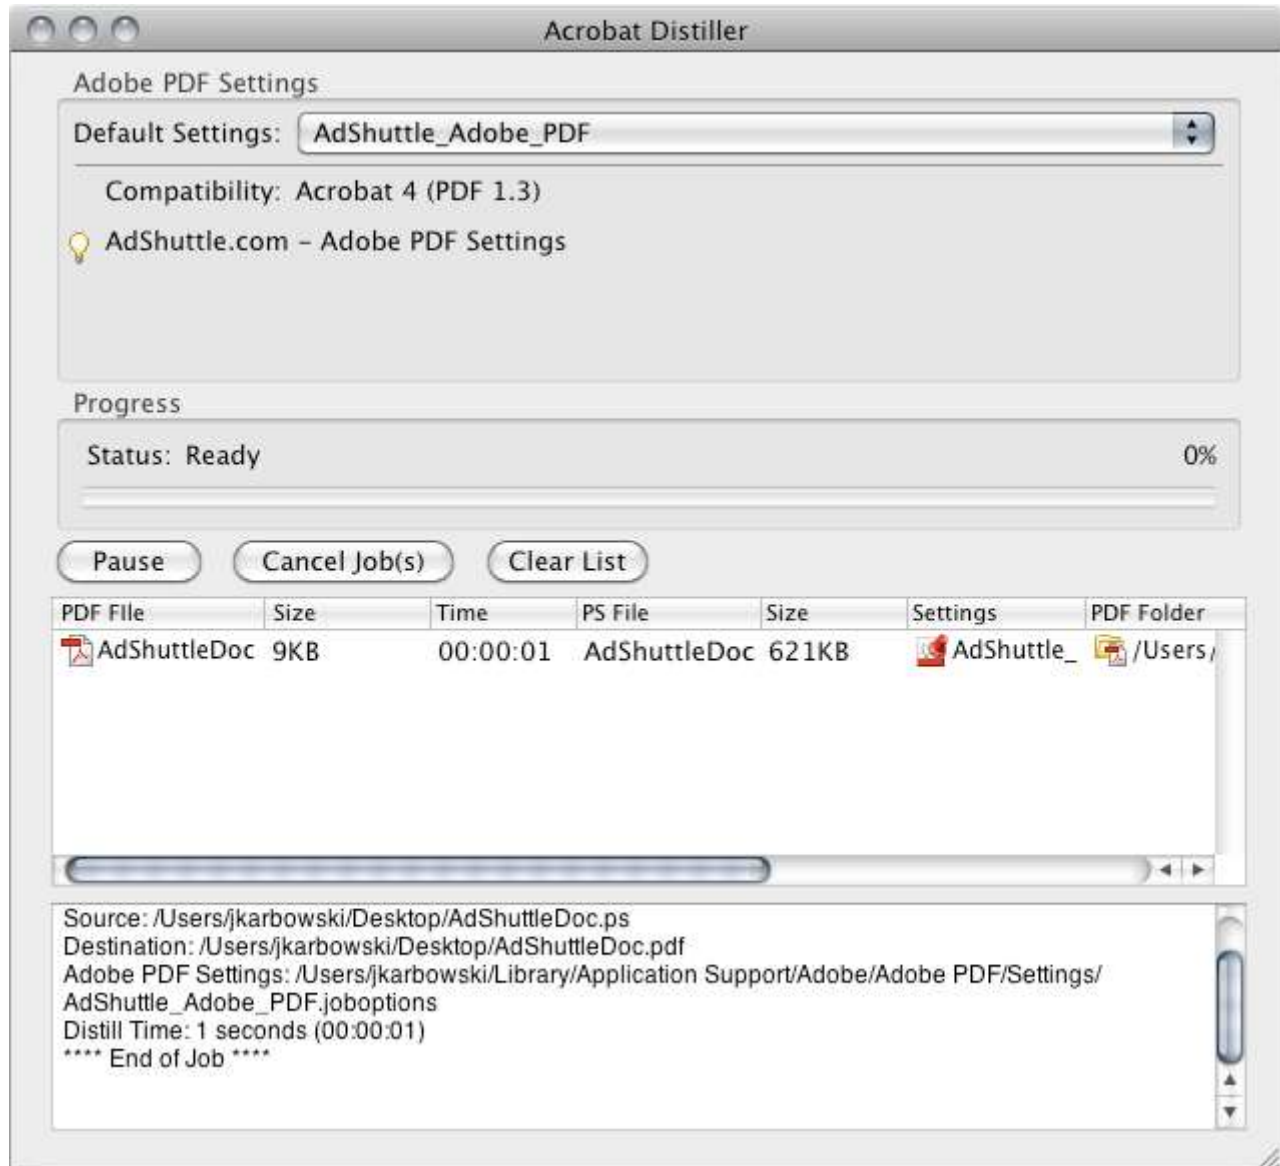 Acrobat Distiller
Adobe PDF Settings
Default Settings: AdShuttle_Adobe_PDF
Compatibility: Acrobat 4 (PDF 1.3)
AdShuttle.com – Adobe PDF Settings
Progress
Status: Ready 0%
Pause Cancel Job(s) Clear List
PDF FIle Size Time PS File Size Settings PDF Folder
AdShuttleDoc 9KB 00:00:01 AdShuttleDoc 621KB AdShuttle_ /Users/
Source: /Users/jkarbowski/Desktop/AdShuttleDoc.ps
Destination: /Users/jkarbowski/Desktop/AdShuttleDoc.pdf
Adobe PDF Settings: /Users/jkarbowski/Library/Application Support/Adobe/Adobe PDF/Settings/
AdShuttle_Adobe_PDF.joboptions
Distill Time: 1 seconds (00:00:01)
**** End of Job ****